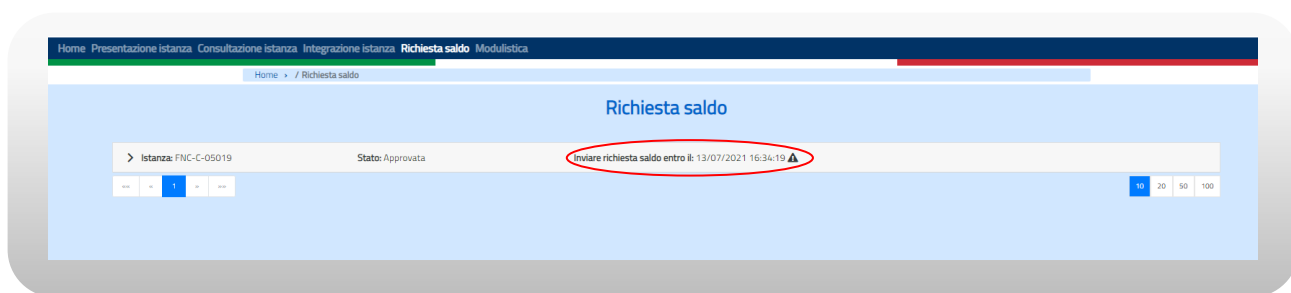 Home Presentazione istanza Consultazione istanza Integrazione istanza Richiesta saldo Modulistica
Home › / Richiesta saldo
Richiesta saldo
Istanza: FNC-C-05019 Stato: Approvata Inviare richiesta saldo entro il: 13/07/2021 16:34:19
«« « 1 » »» 10 20 50 100